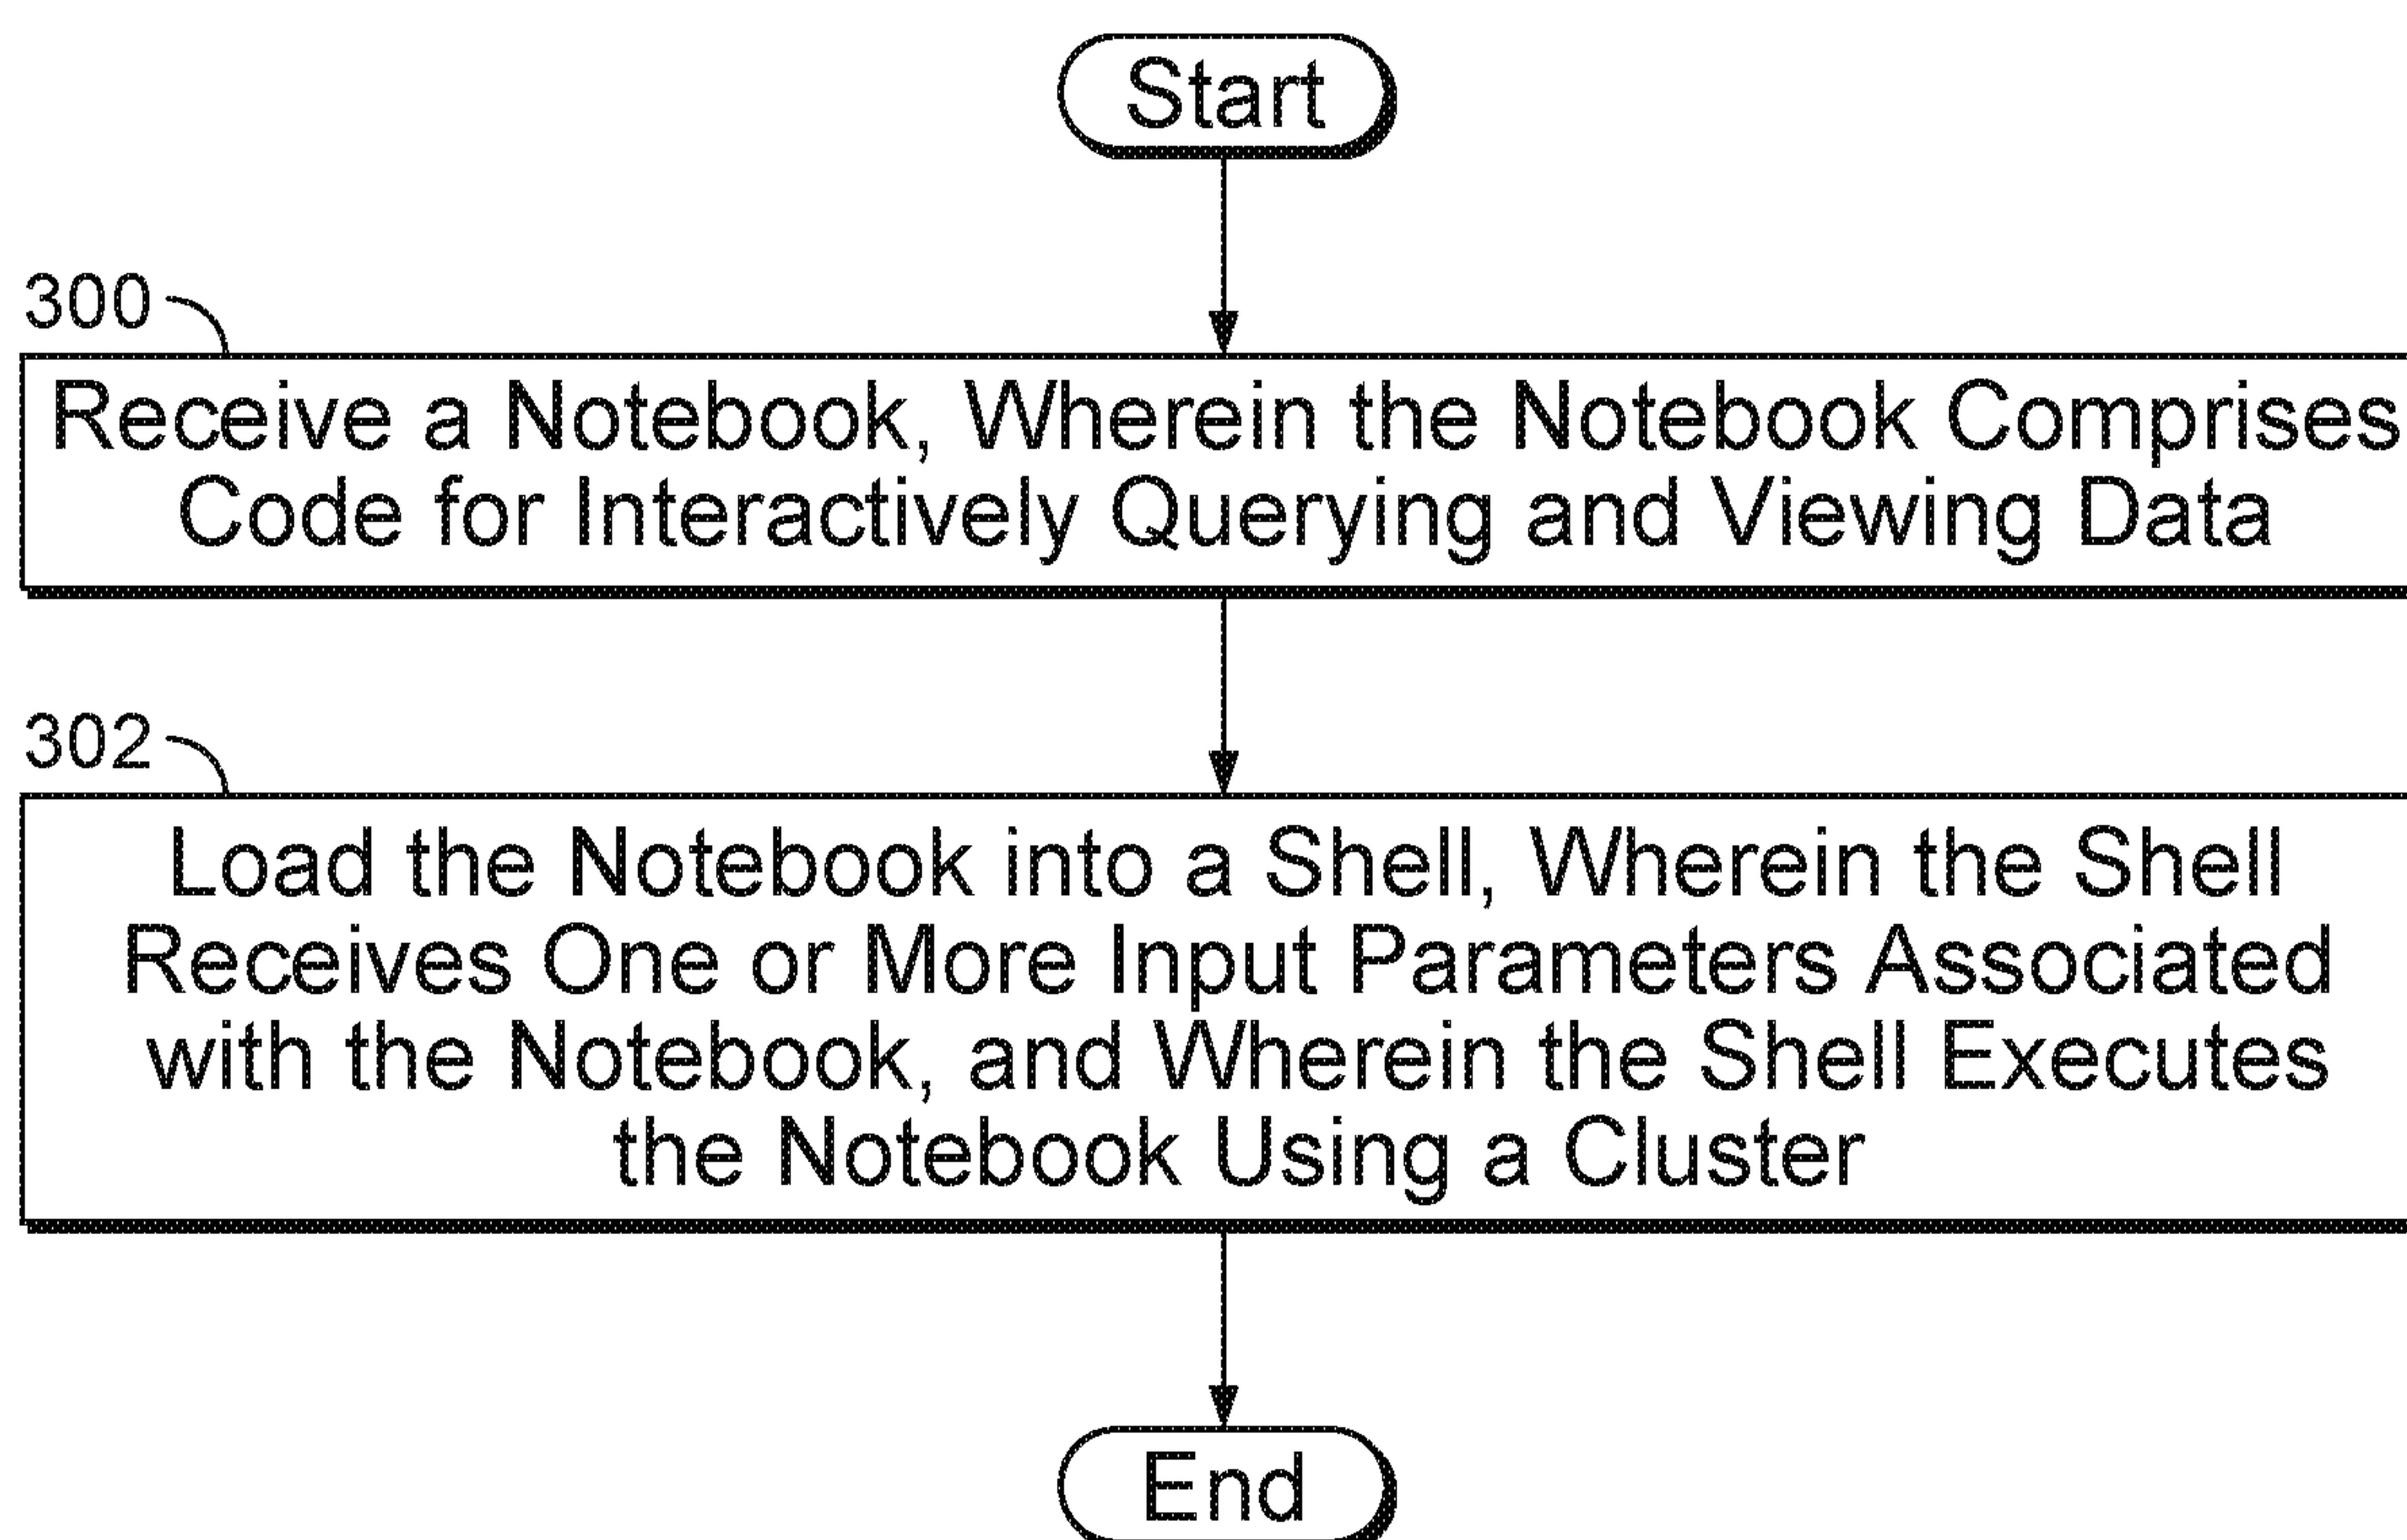 Start
300
Receive a Notebook, Wherein the Notebook Comprises
Code for Interactively Querying and Viewing Data
302
Load the Notebook into a Shell, Wherein the Shell
Receives One or More Input Parameters Associated
with the Notebook, and Wherein the Shell Executes
the Notebook Using a Cluster
End